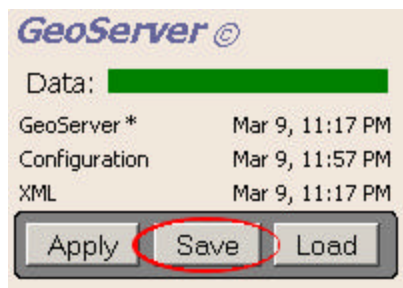 GeoServer ©
Data:
GeoServer * Mar 9, 11:17 PM
Configuration Mar 9, 11:57 PM
XML Mar 9, 11:17 PM
Apply Save Load